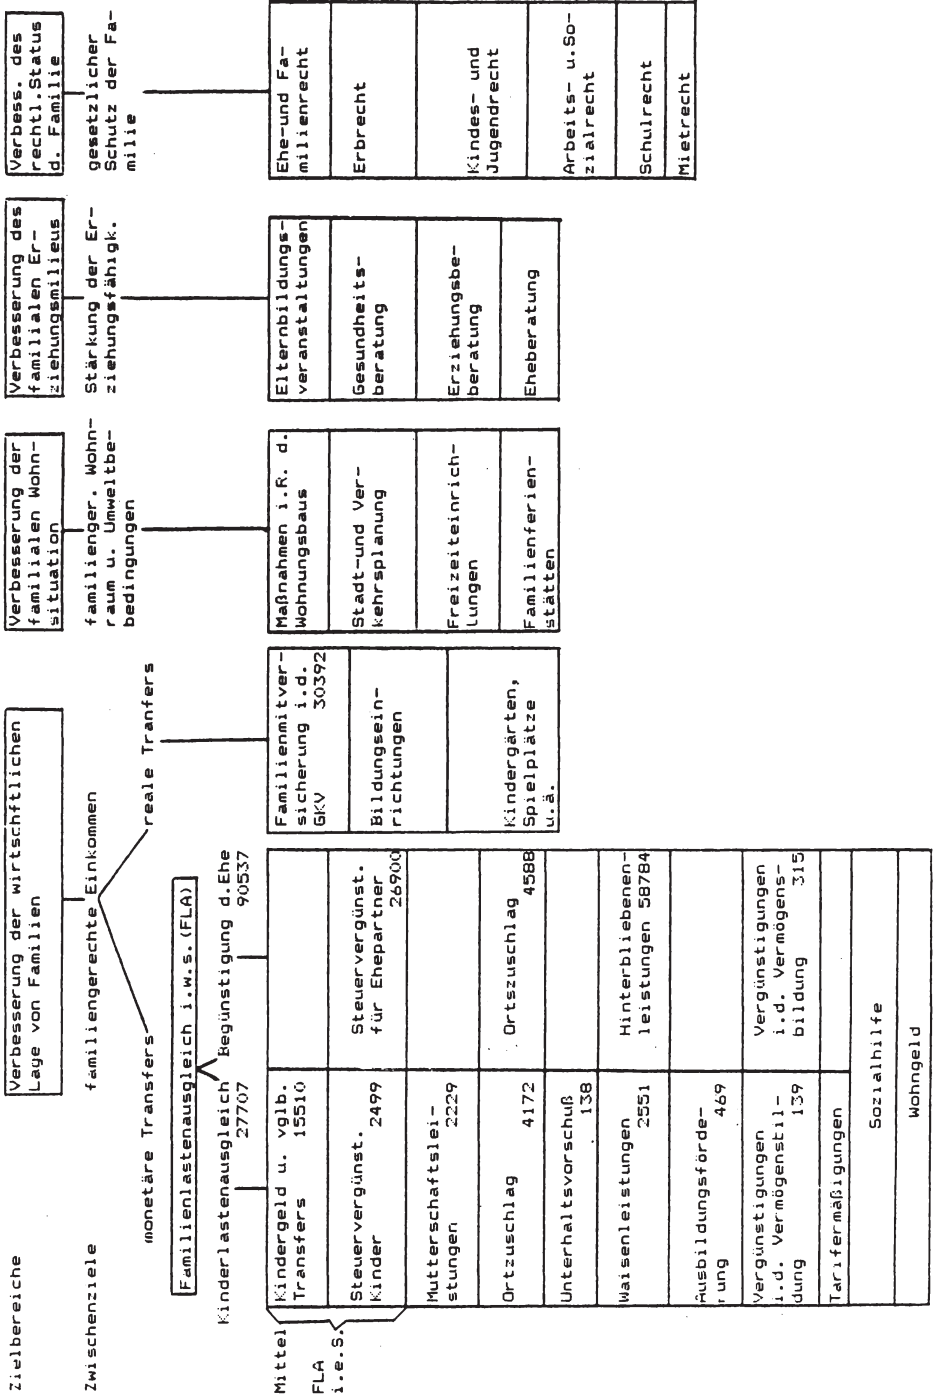 Zielbereiche
Verbesserung der wirtschftlichen
Lage von Familien
Verbesserung der
familialen Wohn-
situation
Verbesserung des
familialen Er-
ziehungsmilieus
Verbess. des
rechtl.Status
d. Familie
Zwischenziele
familiengerechte Einkommen
familienger. Wohn-
raum u. Umweltbe-
bedingungen
Stärkung der Er-
ziehungsfähigk.
gesetzlicher
Schutz der Fa-
milie
monetäre Transfers
reale Tranfers
Familienlastenausgleich i.w.s.(FLA)
Kinderlastenausgleich
27707
Begünstigung d.Ehe
90537
Mittel
FLA
i.e.S.
Kindergeld u. vglb.
Transfers 15510
Steuervergünst.
Kinder 2499
Mutterschaftslei-
stungen 2229
Ortzuschlag
4172
Unterhaltsvorschuß
138
Waisenleistungen
2551
Ausbildungsförde-
rung 469
Vergünstigungen
i.d. Vermögensbil-
dung 139
Tarifermäßigungen
Steuervergünst.
für Ehepartner
26900
Ortszuschlag
4588
Hinterbliebenen-
leistungen 58784
Vergünstigungen
i.d. Vermögens-
bildung 315
Sozialhilfe
Wohngeld
Familienmitver-
sicherung i.d.
GKV 30392
Bildungsein-
richtungen
Kindergärten,
Spielplätze
u.ä.
Maßnahmen i.R. d.
Wohnungsbaus
Stadt-und Ver-
kehrsplanung
Freizeiteinrich-
lungen
Familienferien-
stätten
Elternbildungs-
veranstaltungen
Gesundheits-
beratung
Erziehungsbe-
beratung
Eheberatung
Ehe-und Fa-
milienrecht
Erbrecht
Kindes- und
Jugendrecht
Arbeits- u.So-
zialrecht
Schulrecht
Mietrecht